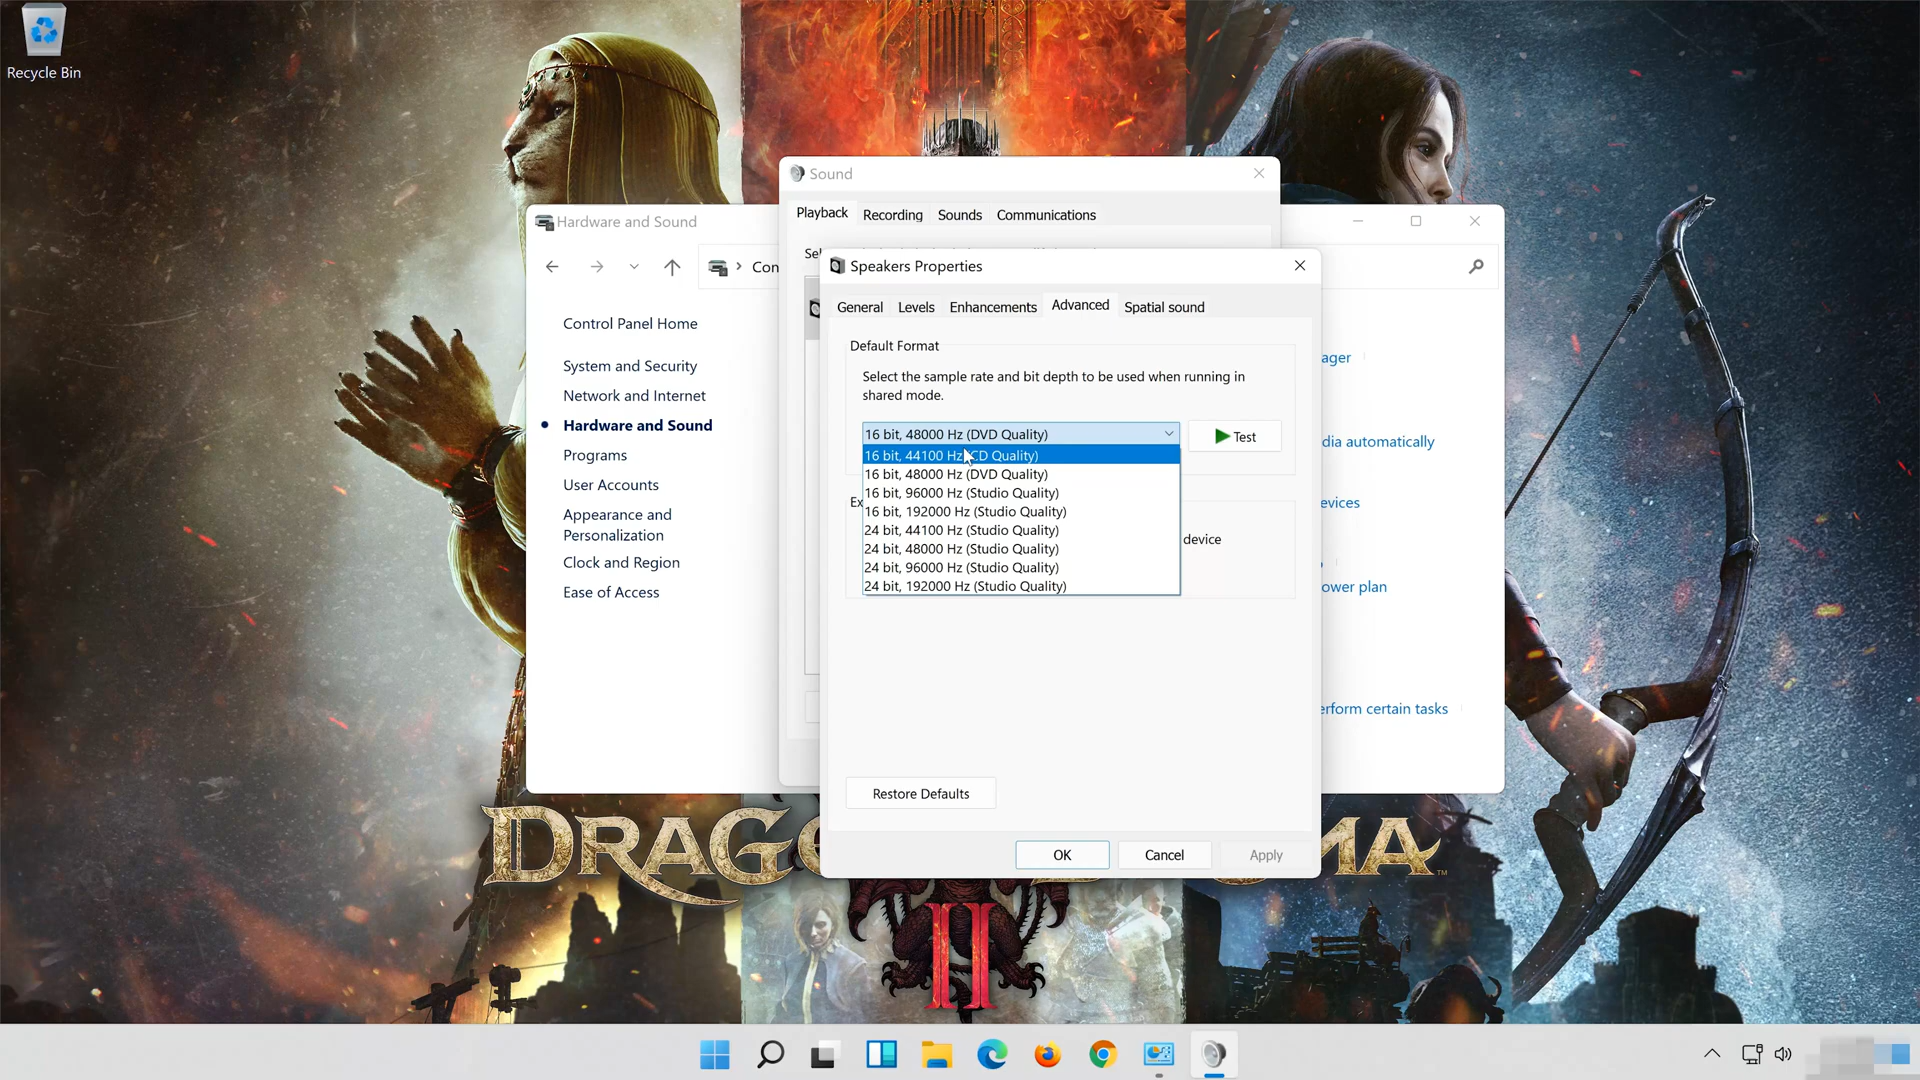 Recycle Bin
Sound
Playback
Recording
Sounds
Communications
Hardware and Sound
Con
Control Panel Home
System and Security
Network and Internet
Hardware and Sound
Programs
User Accounts
Appearance and
Personalization
Clock and Region
Ease of Access
Sel
Speakers Properties
General
Levels
Enhancements
Advanced
Spatial sound
Default Format
Select the sample rate and bit depth to be used when running in
shared mode.
16 bit, 48000 Hz (DVD Quality)
Test
16 bit, 44100 Hz (CD Quality)
16 bit, 48000 Hz (DVD Quality)
16 bit, 96000 Hz (Studio Quality)
16 bit, 192000 Hz (Studio Quality)
24 bit, 44100 Hz (Studio Quality)
24 bit, 48000 Hz (Studio Quality)
24 bit, 96000 Hz (Studio Quality)
24 bit, 192000 Hz (Studio Quality)
Ex
device
Restore Defaults
OK
Cancel
Apply
ager
dia automatically
evices
ower plan
erform certain tasks
DRAG
MA™
II